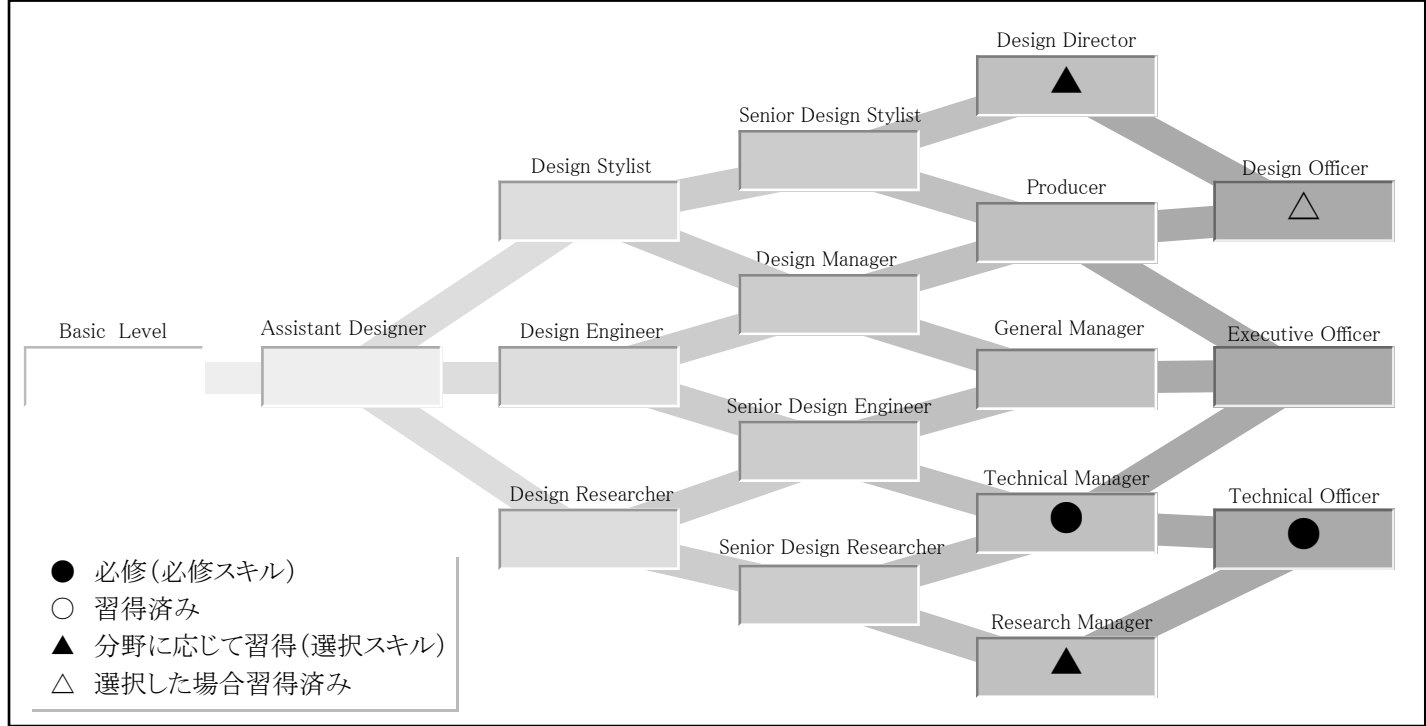 Design Director
▲
Senior Design Stylist
Design Stylist
Design Officer
△
Producer
Design Manager
Basic Level
Assistant Designer
Design Engineer
General Manager
Executive Officer
Senior Design Engineer
Technical Manager
●
Design Researcher
Technical Officer
●
Senior Design Researcher
Research Manager
▲
● 必修(必修スキル)
○ 習得済み
▲ 分野に応じて習得(選択スキル)
△ 選択した場合習得済み